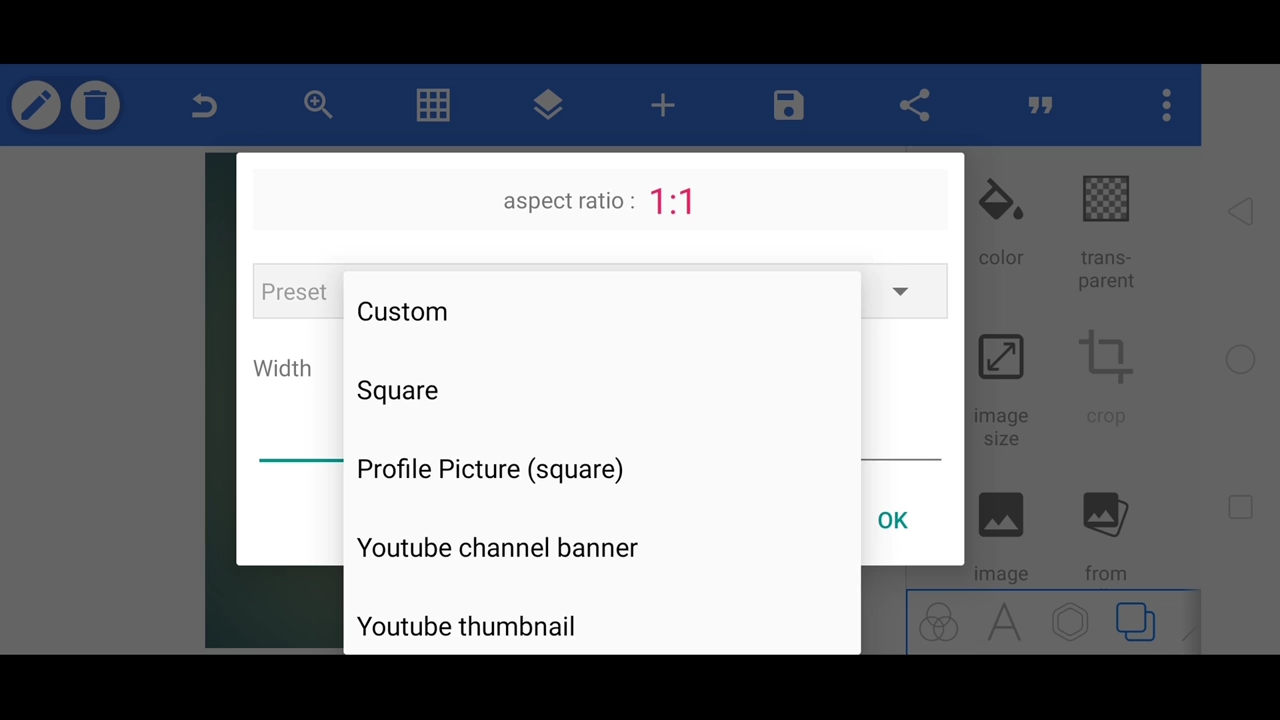 aspect ratio : 1:1
Preset
Custom
Width
Square
Profile Picture (square)
Youtube channel banner
Youtube thumbnail
OK
color
trans-
parent
image
size
crop
image
from